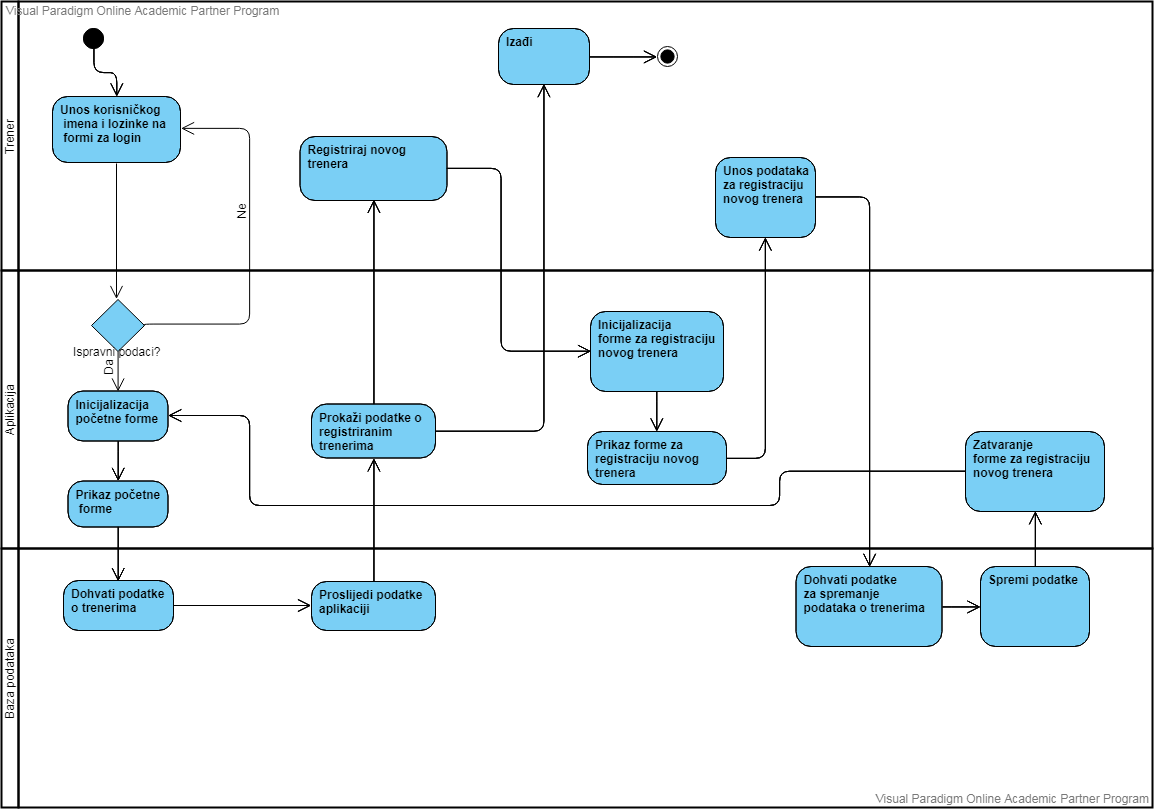 Visual Paradigm Online Academic Partner Program
Trener
Unos korisničkog
imena i lozinke na
formi za login
Ne
Registriraj novog
trenera
Izađi
Unos podataka
za registraciju
novog trenera
Aplikacija
Ispravni podaci?
Da
Inicijalizacija
početne forme
Prikaz početne
forme
Prokaži podatke o
registriranim
trenerima
Inicijalizacija
forme za registraciju
novog trenera
Prikaz forme za
registraciju novog
trenera
Zatvaranje
forme za registraciju
novog trenera
Baza podataka
Dohvati podatke
o trenerima
Proslijedi podatke
aplikaciji
Dohvati podatke
za spremanje
podataka o trenerima
Spremi podatke
Visual Paradigm Online Academic Partner Program